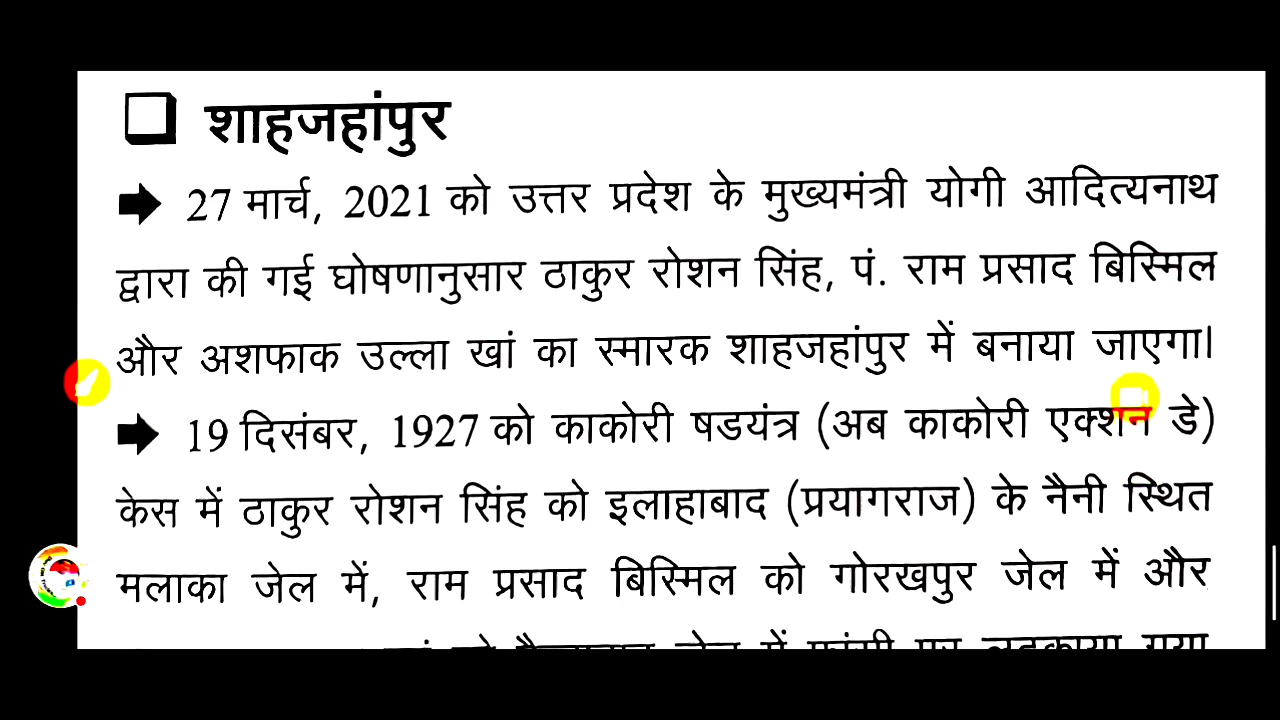 शाहजहांपुर
27 मार्च, 2021 को उत्तर प्रदेश के मुख्यमंत्री योगी आदित्यनाथ
द्वारा की गई घोषणानुसार ठाकुर रोशन सिंह, पं. राम प्रसाद बिस्मिल
और अशफाक उल्ला खां का स्मारक शाहजहांपुर में बनाया जाएगा।
19 दिसंबर, 1927 को काकोरी षडयंत्र (अब काकोरी एक्शन डे)
केस में ठाकुर रोशन सिंह को इलाहाबाद (प्रयागराज) के नैनी स्थित
मलाका जेल में, राम प्रसाद बिस्मिल को गोरखपुर जेल में और